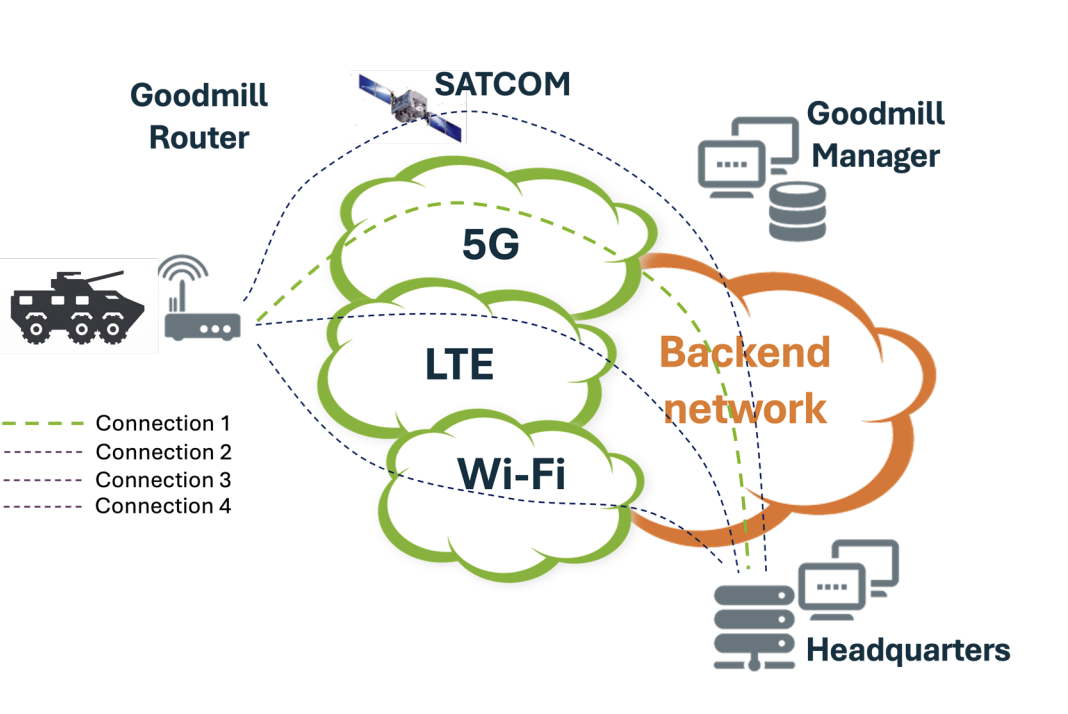 Goodmill
Router
SATCOM
Goodmill
Manager
5G
LTE
Wi-Fi
Backend
network
Connection 1
Connection 2
Connection 3
Connection 4
Headquarters